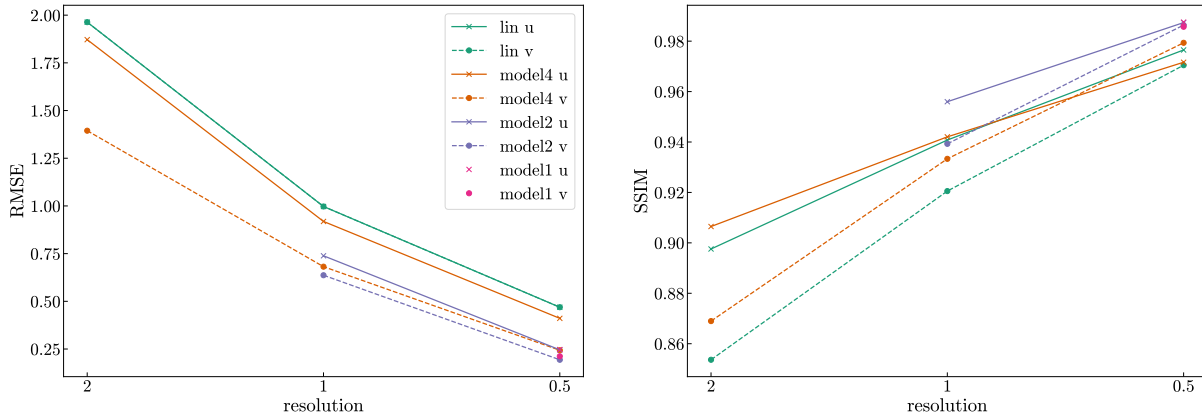 2.00
1.75
1.50
1.25
1.00
0.75
0.50
0.25
RMSE
2
1
0.5
resolution
lin u
lin v
model4 u
model4 v
model2 u
model2 v
model1 u
model1 v
0.98
0.96
0.94
0.92
0.90
0.88
0.86
SSIM
2
1
0.5
resolution